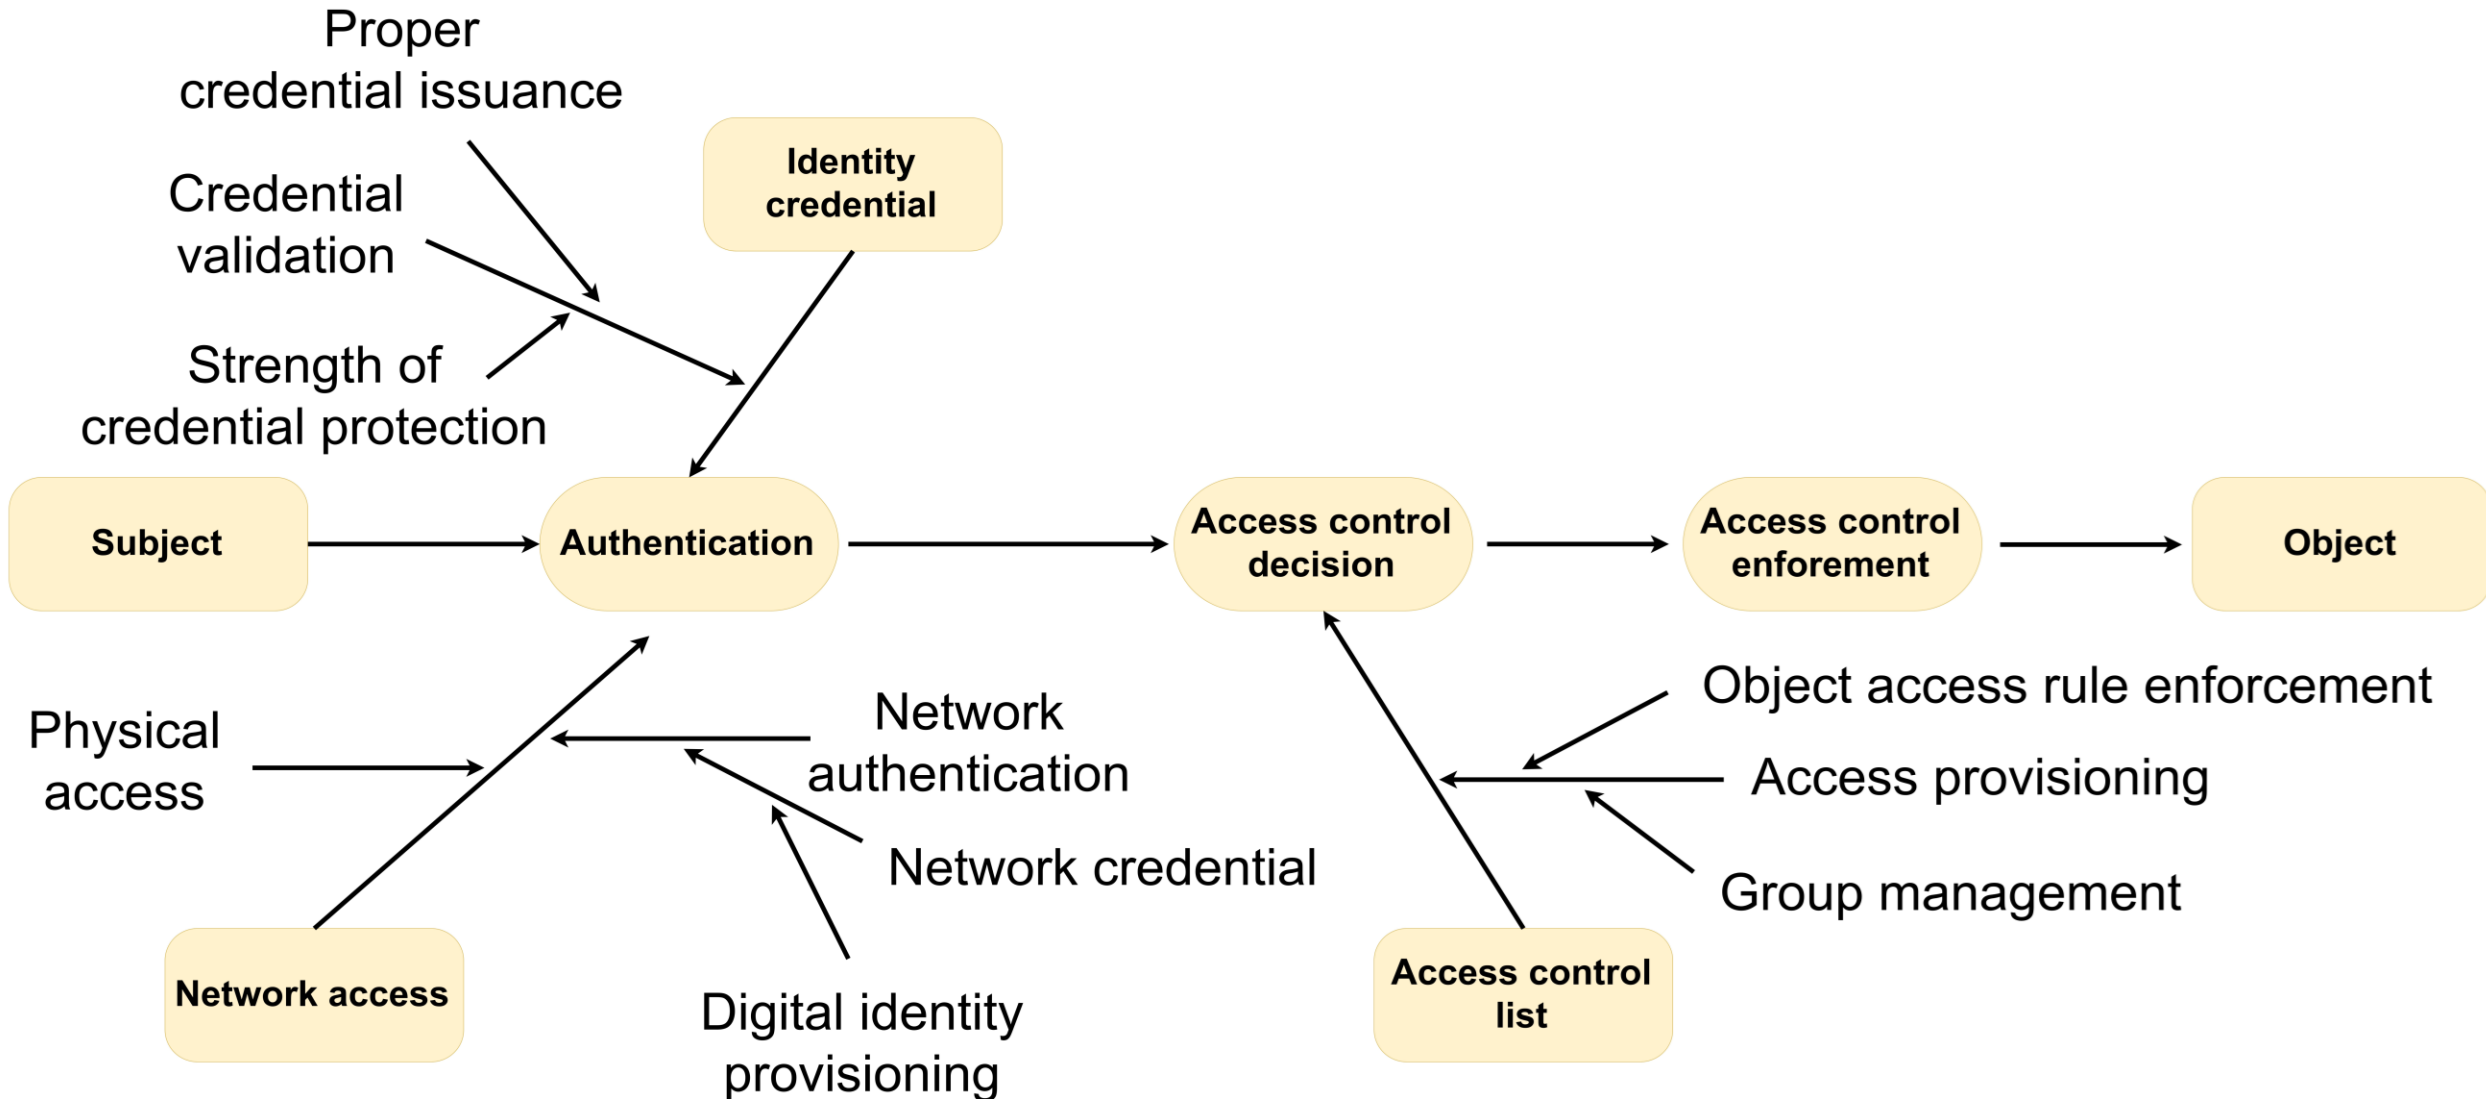 Proper
credential issuance
Credential
validation
Identity
credential
Strength of
credential protection
Subject
Authentication
Access control
decision
Access control
enforement
Object
Physical
access
Network
authentication
Network credential
Object access rule enforcement
Access provisioning
Group management
Network access
Digital identity
provisioning
Access control
list